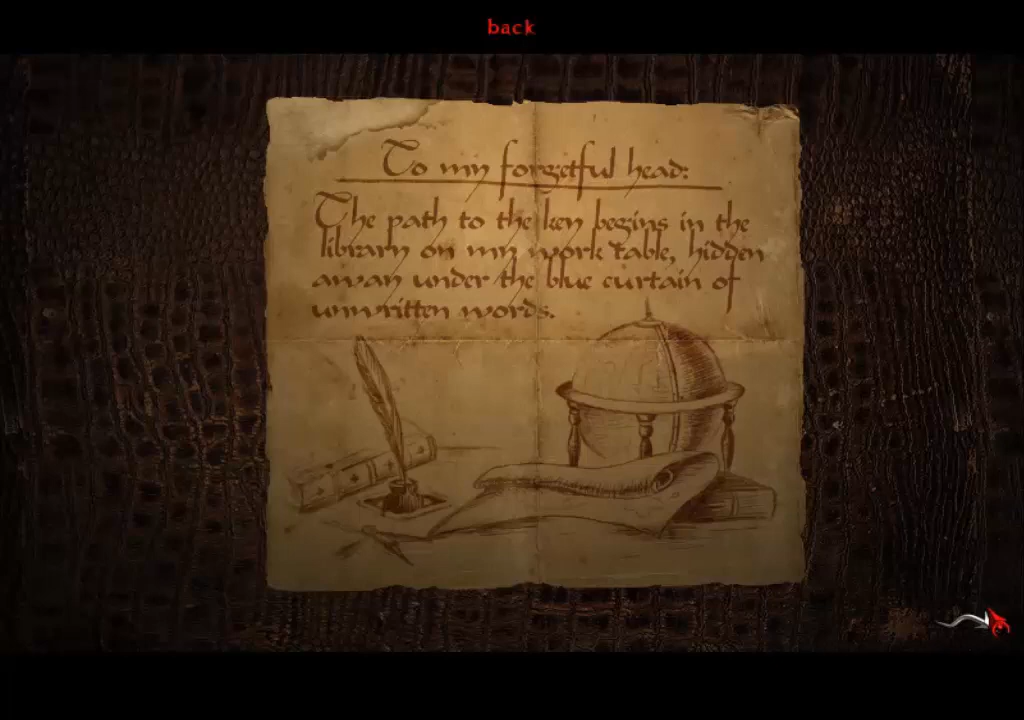 back
To my forgetful head:
The path to the key begins in the
library on my work table, hidden
away under the blue curtain of
unwritten words.